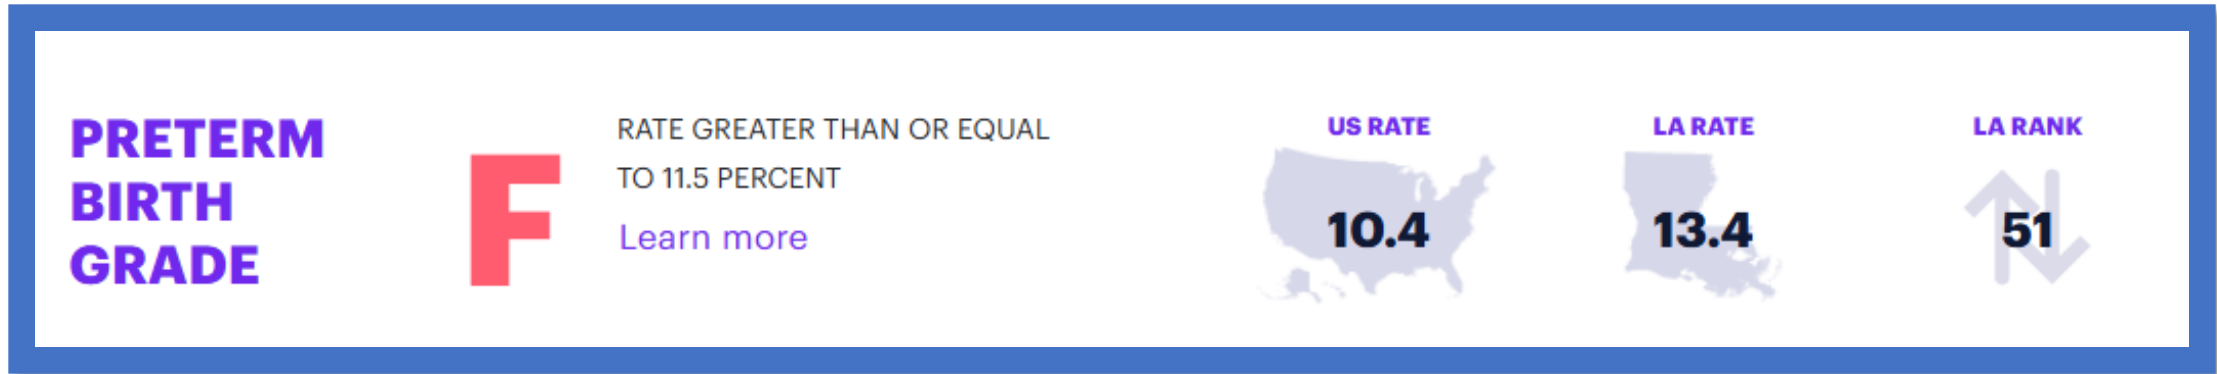 PRETERM
BIRTH
GRADE
F
RATE GREATER THAN OR EQUAL
TO 11.5 PERCENT
Learn more
US RATE
10.4
LA RATE
13.4
LA RANK
51